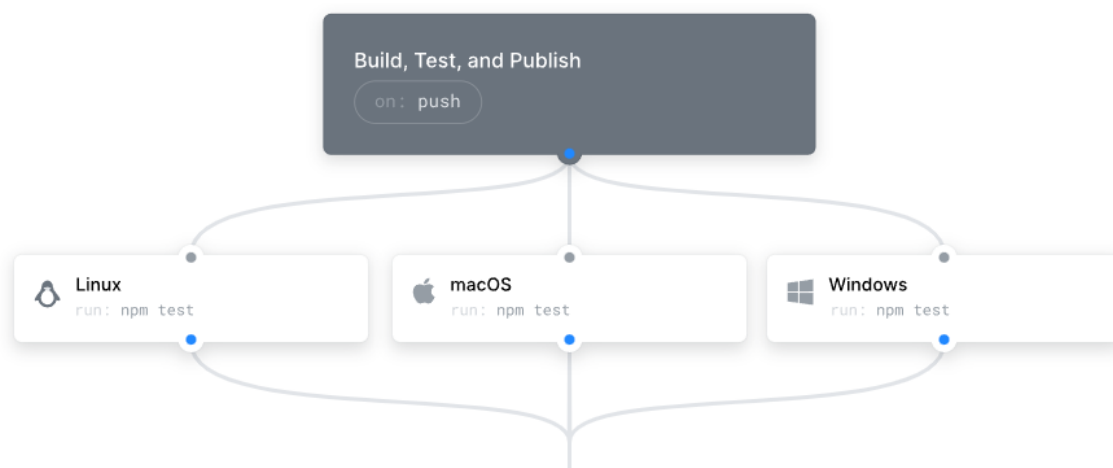 Build, Test, and Publish
on: push
Linux
run: npm test
macOS
run: npm test
Windows
run: npm test